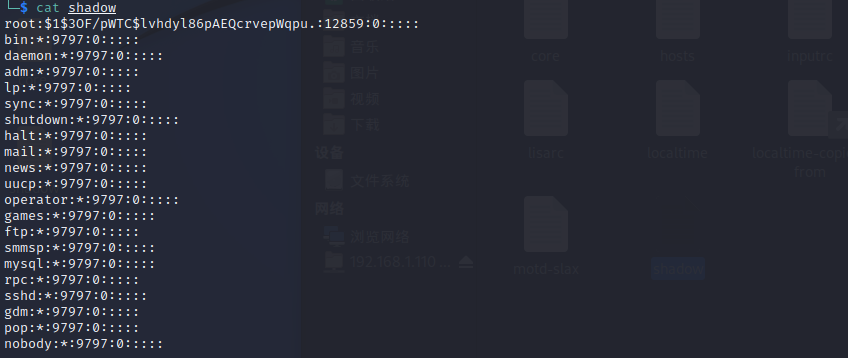 └─$ cat shadow
root:$1$3OF/pWTC$lvhdyl86pAEQcrvepWqpu.:12859:0:::::
bin:*:9797:0:::::
daemon:*:9797:0:::::
adm:*:9797:0:::::
lp:*:9797:0:::::
sync:*:9797:0:::::
shutdown:*:9797:0:::::
halt:*:9797:0:::::
mail:*:9797:0:::::
news:*:9797:0:::::
uucp:*:9797:0:::::
operator:*:9797:0:::::
games:*:9797:0:::::
ftp:*:9797:0:::::
smmsp:*:9797:0:::::
mysql:*:9797:0:::::
rpc:*:9797:0:::::
sshd:*:9797:0:::::
gdm:*:9797:0:::::
pop:*:9797:0:::::
nobody:*:9797:0:::::
音乐
图片
视频
下载
设备
文件系统
网络
浏览网络
192.168.1.110 ...
core
hosts
inputrc
lisarc
localtime
localtime-copied-
from
motd-slax
shadow